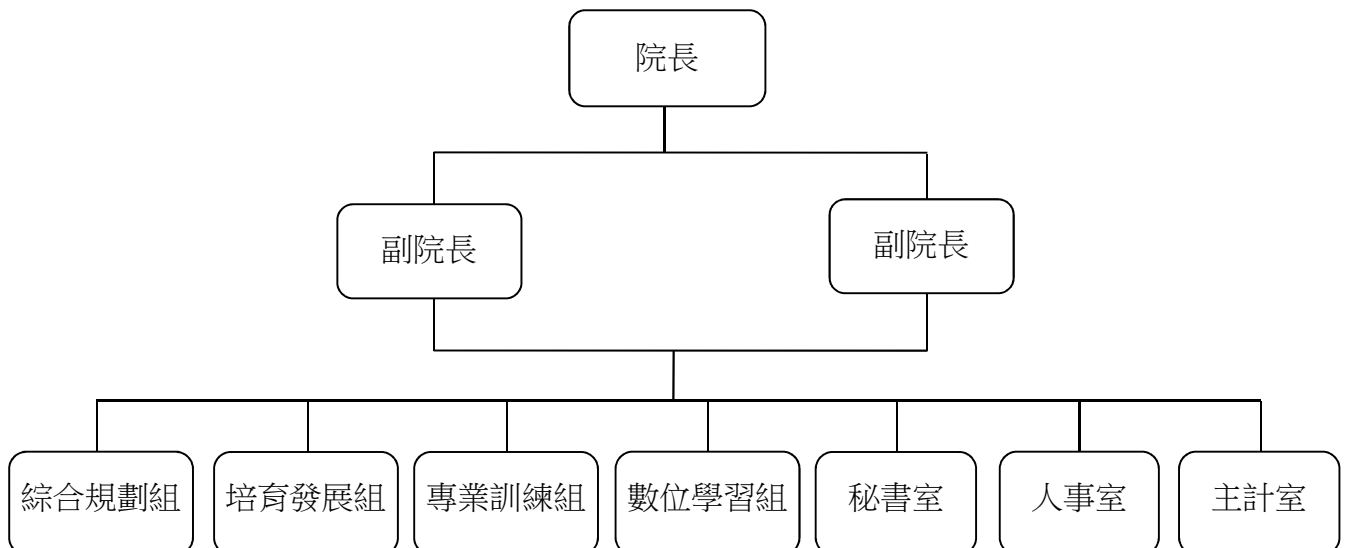 院長
副院長
副院長
綜合規劃組
培育發展組
專業訓練組
數位學習組
秘書室
人事室
主計室